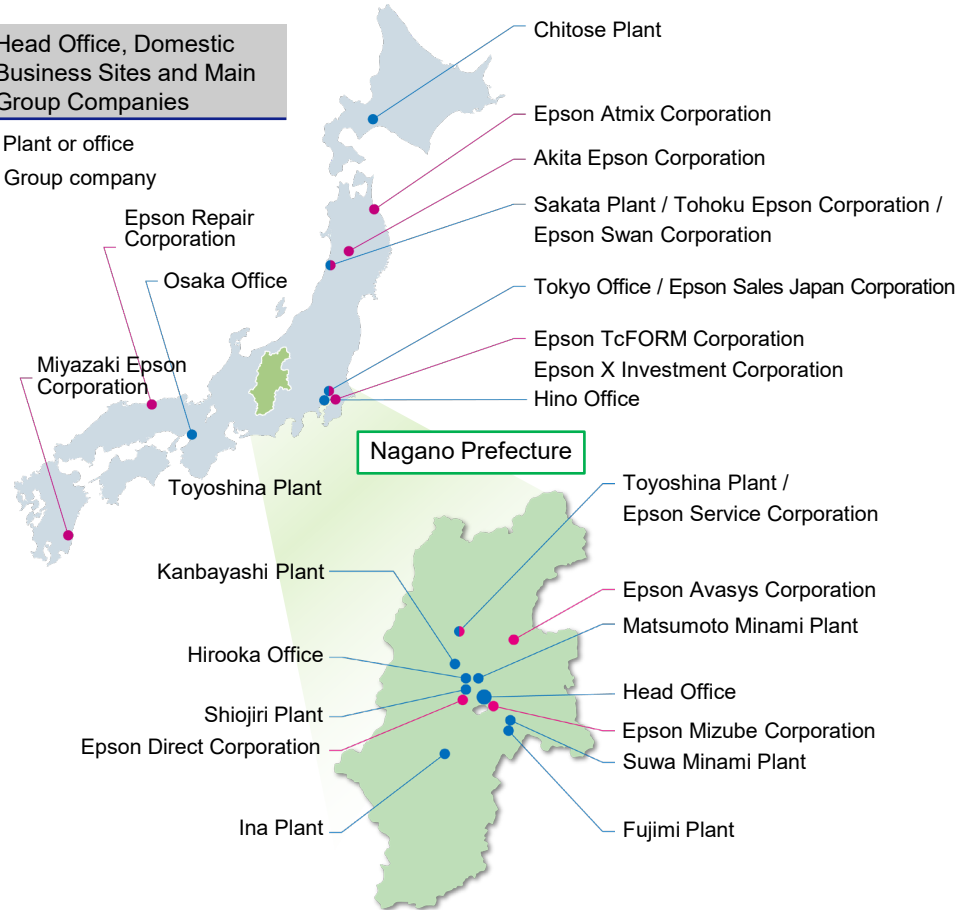 Head Office, Domestic
Business Sites and Main
Group Companies
Plant or office
Group company
Chitose Plant
Epson Atmix Corporation
Akita Epson Corporation
Sakata Plant / Tohoku Epson Corporation /
Epson Swan Corporation
Epson Repair
Corporation
Osaka Office
Tokyo Office / Epson Sales Japan Corporation
Epson TcFORM Corporation
Epson X Investment Corporation
Hino Office
Miyazaki Epson
Corporation
Nagano Prefecture
Toyoshina Plant
Toyoshina Plant /
Epson Service Corporation
Kanbayashi Plant
Epson Avasys Corporation
Matsumoto Minami Plant
Hirooka Office
Head Office
Shiojiri Plant
Epson Mizube Corporation
Epson Direct Corporation
Suwa Minami Plant
Ina Plant
Fujimi Plant